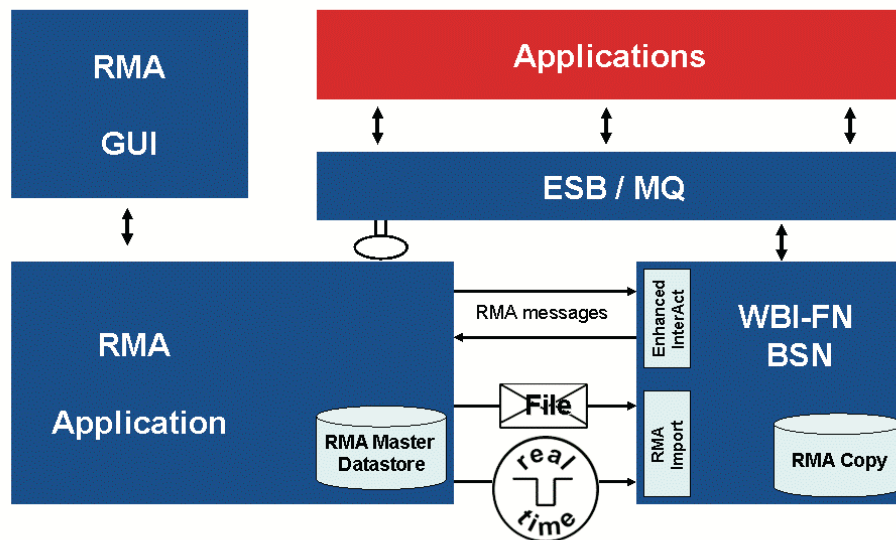 RMA
GUI
Applications
ESB / MQ
RMA
Application
RMA messages
Enhanced
InterAct
WBI-FN
BSN
File
RMA Master
Datastore
RMA
Import
RMA Copy
real
time